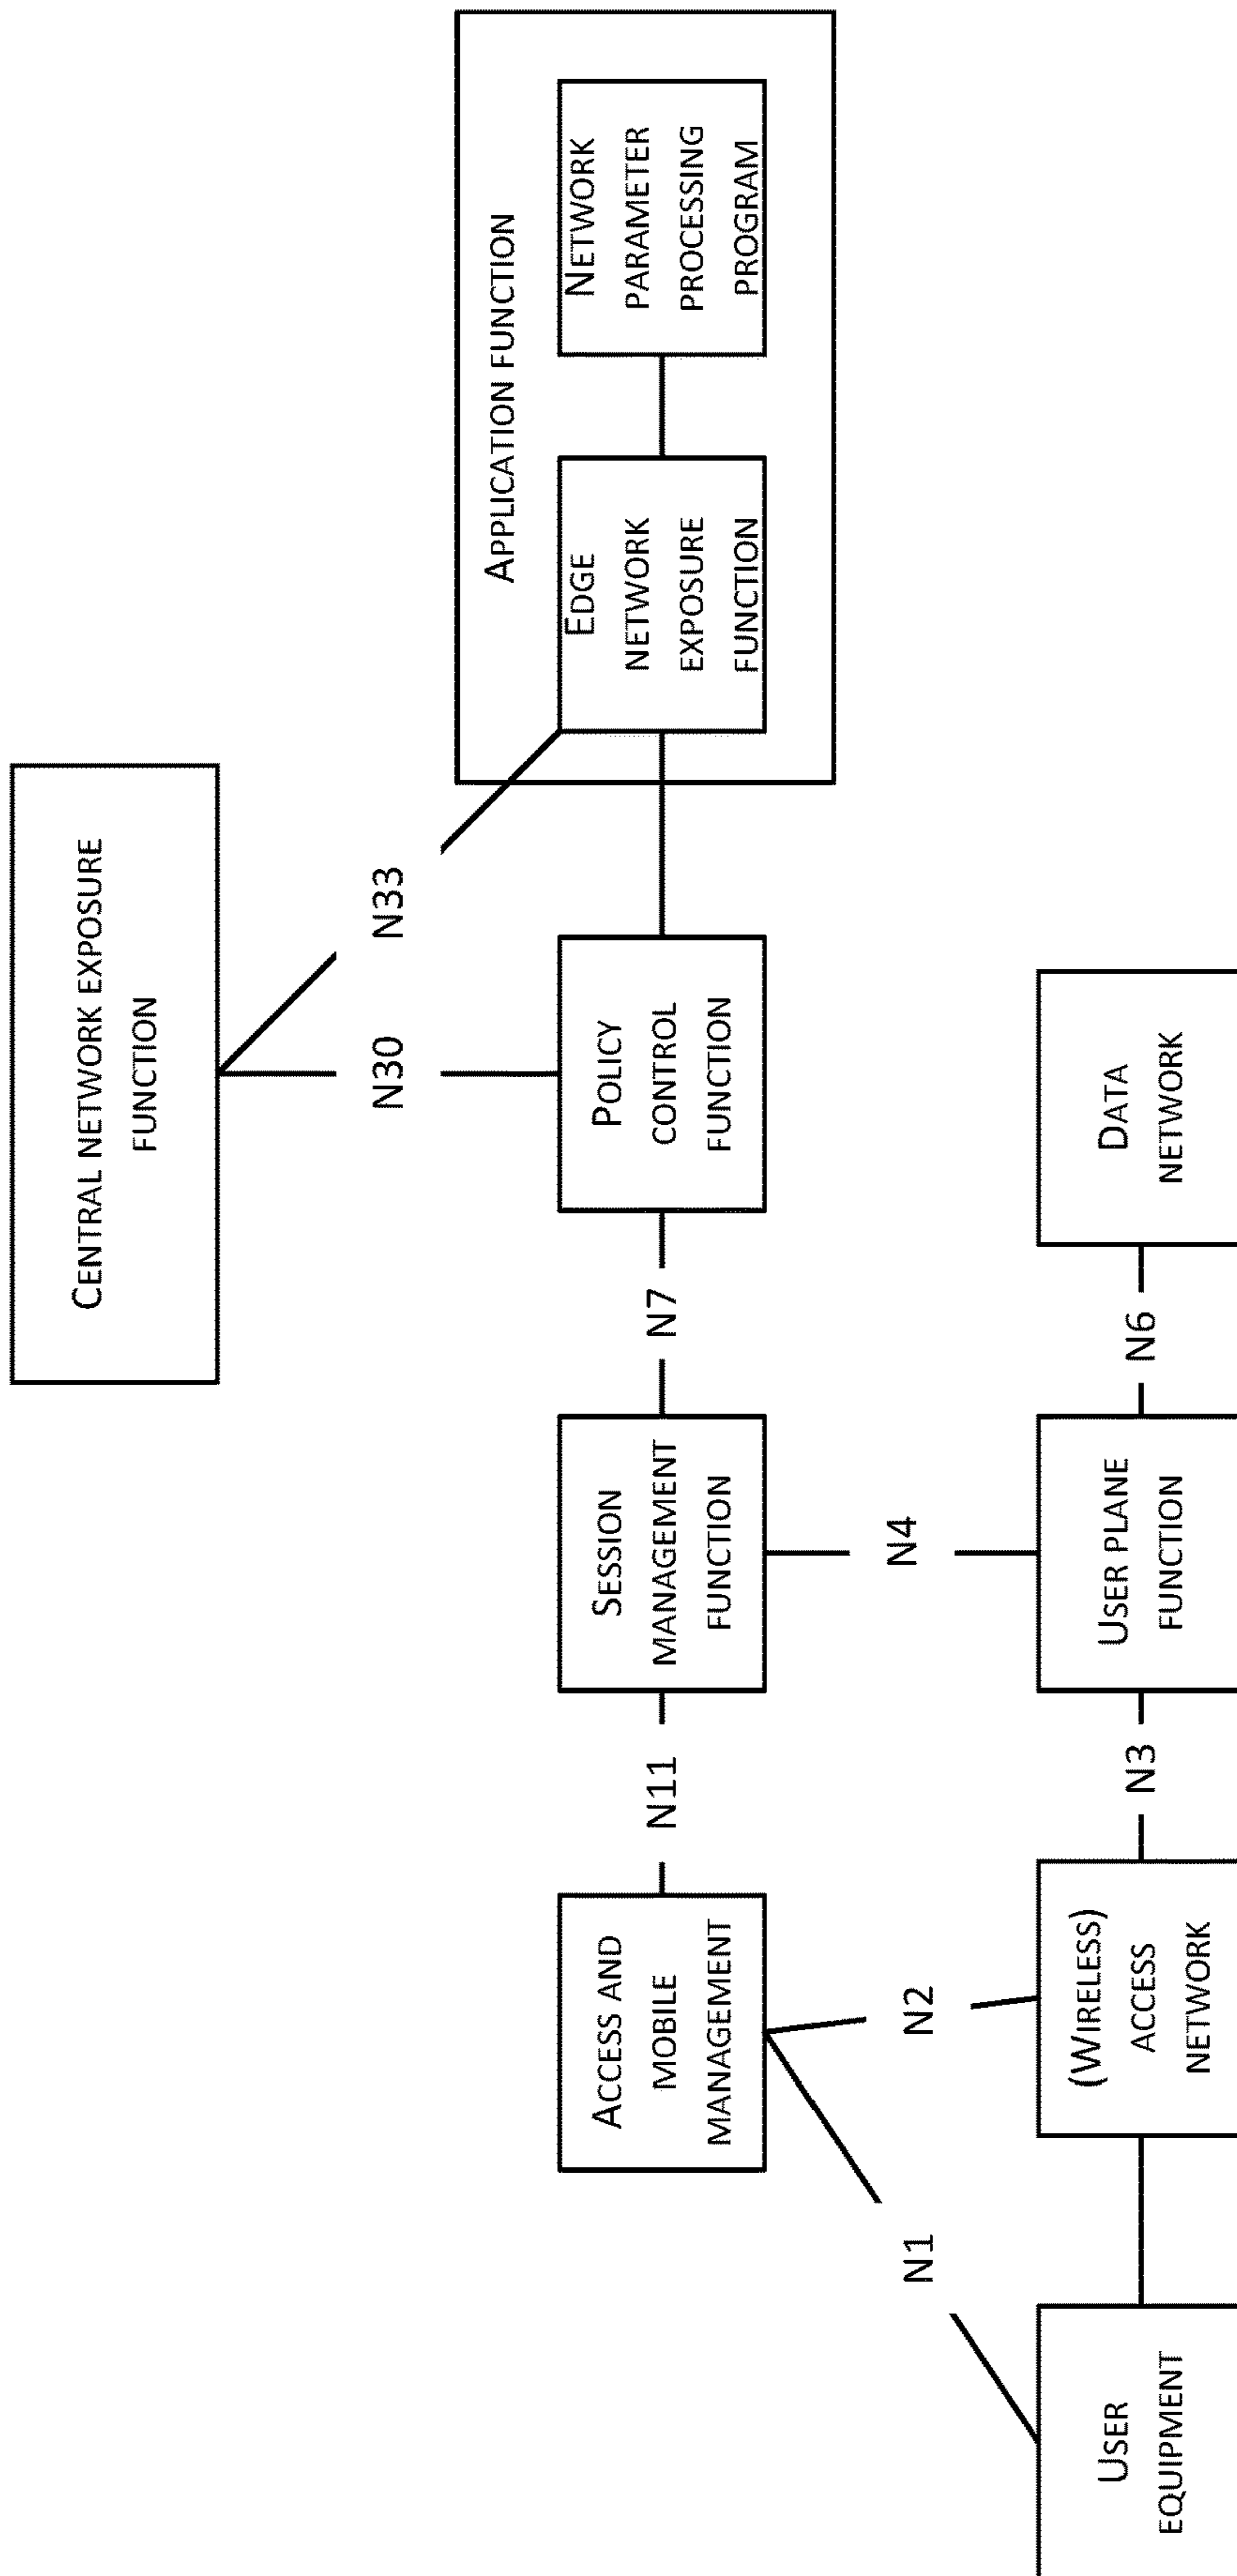 CENTRAL NETWORK EXPOSURE
FUNCTION
N30
N33
APPLICATION FUNCTION
ACCESS AND
MOBILE
MANAGEMENT
N11
SESSION
MANAGEMENT
FUNCTION
N7
POLICY
CONTROL
FUNCTION
EDGE
NETWORK
EXPOSURE
FUNCTION
NETWORK
PARAMETER
PROCESSING
PROGRAM
N1
N2
N4
USER
EQUIPMENT
(WIRELESS)
ACCESS
NETWORK
N3
USER PLANE
FUNCTION
N6
DATA
NETWORK